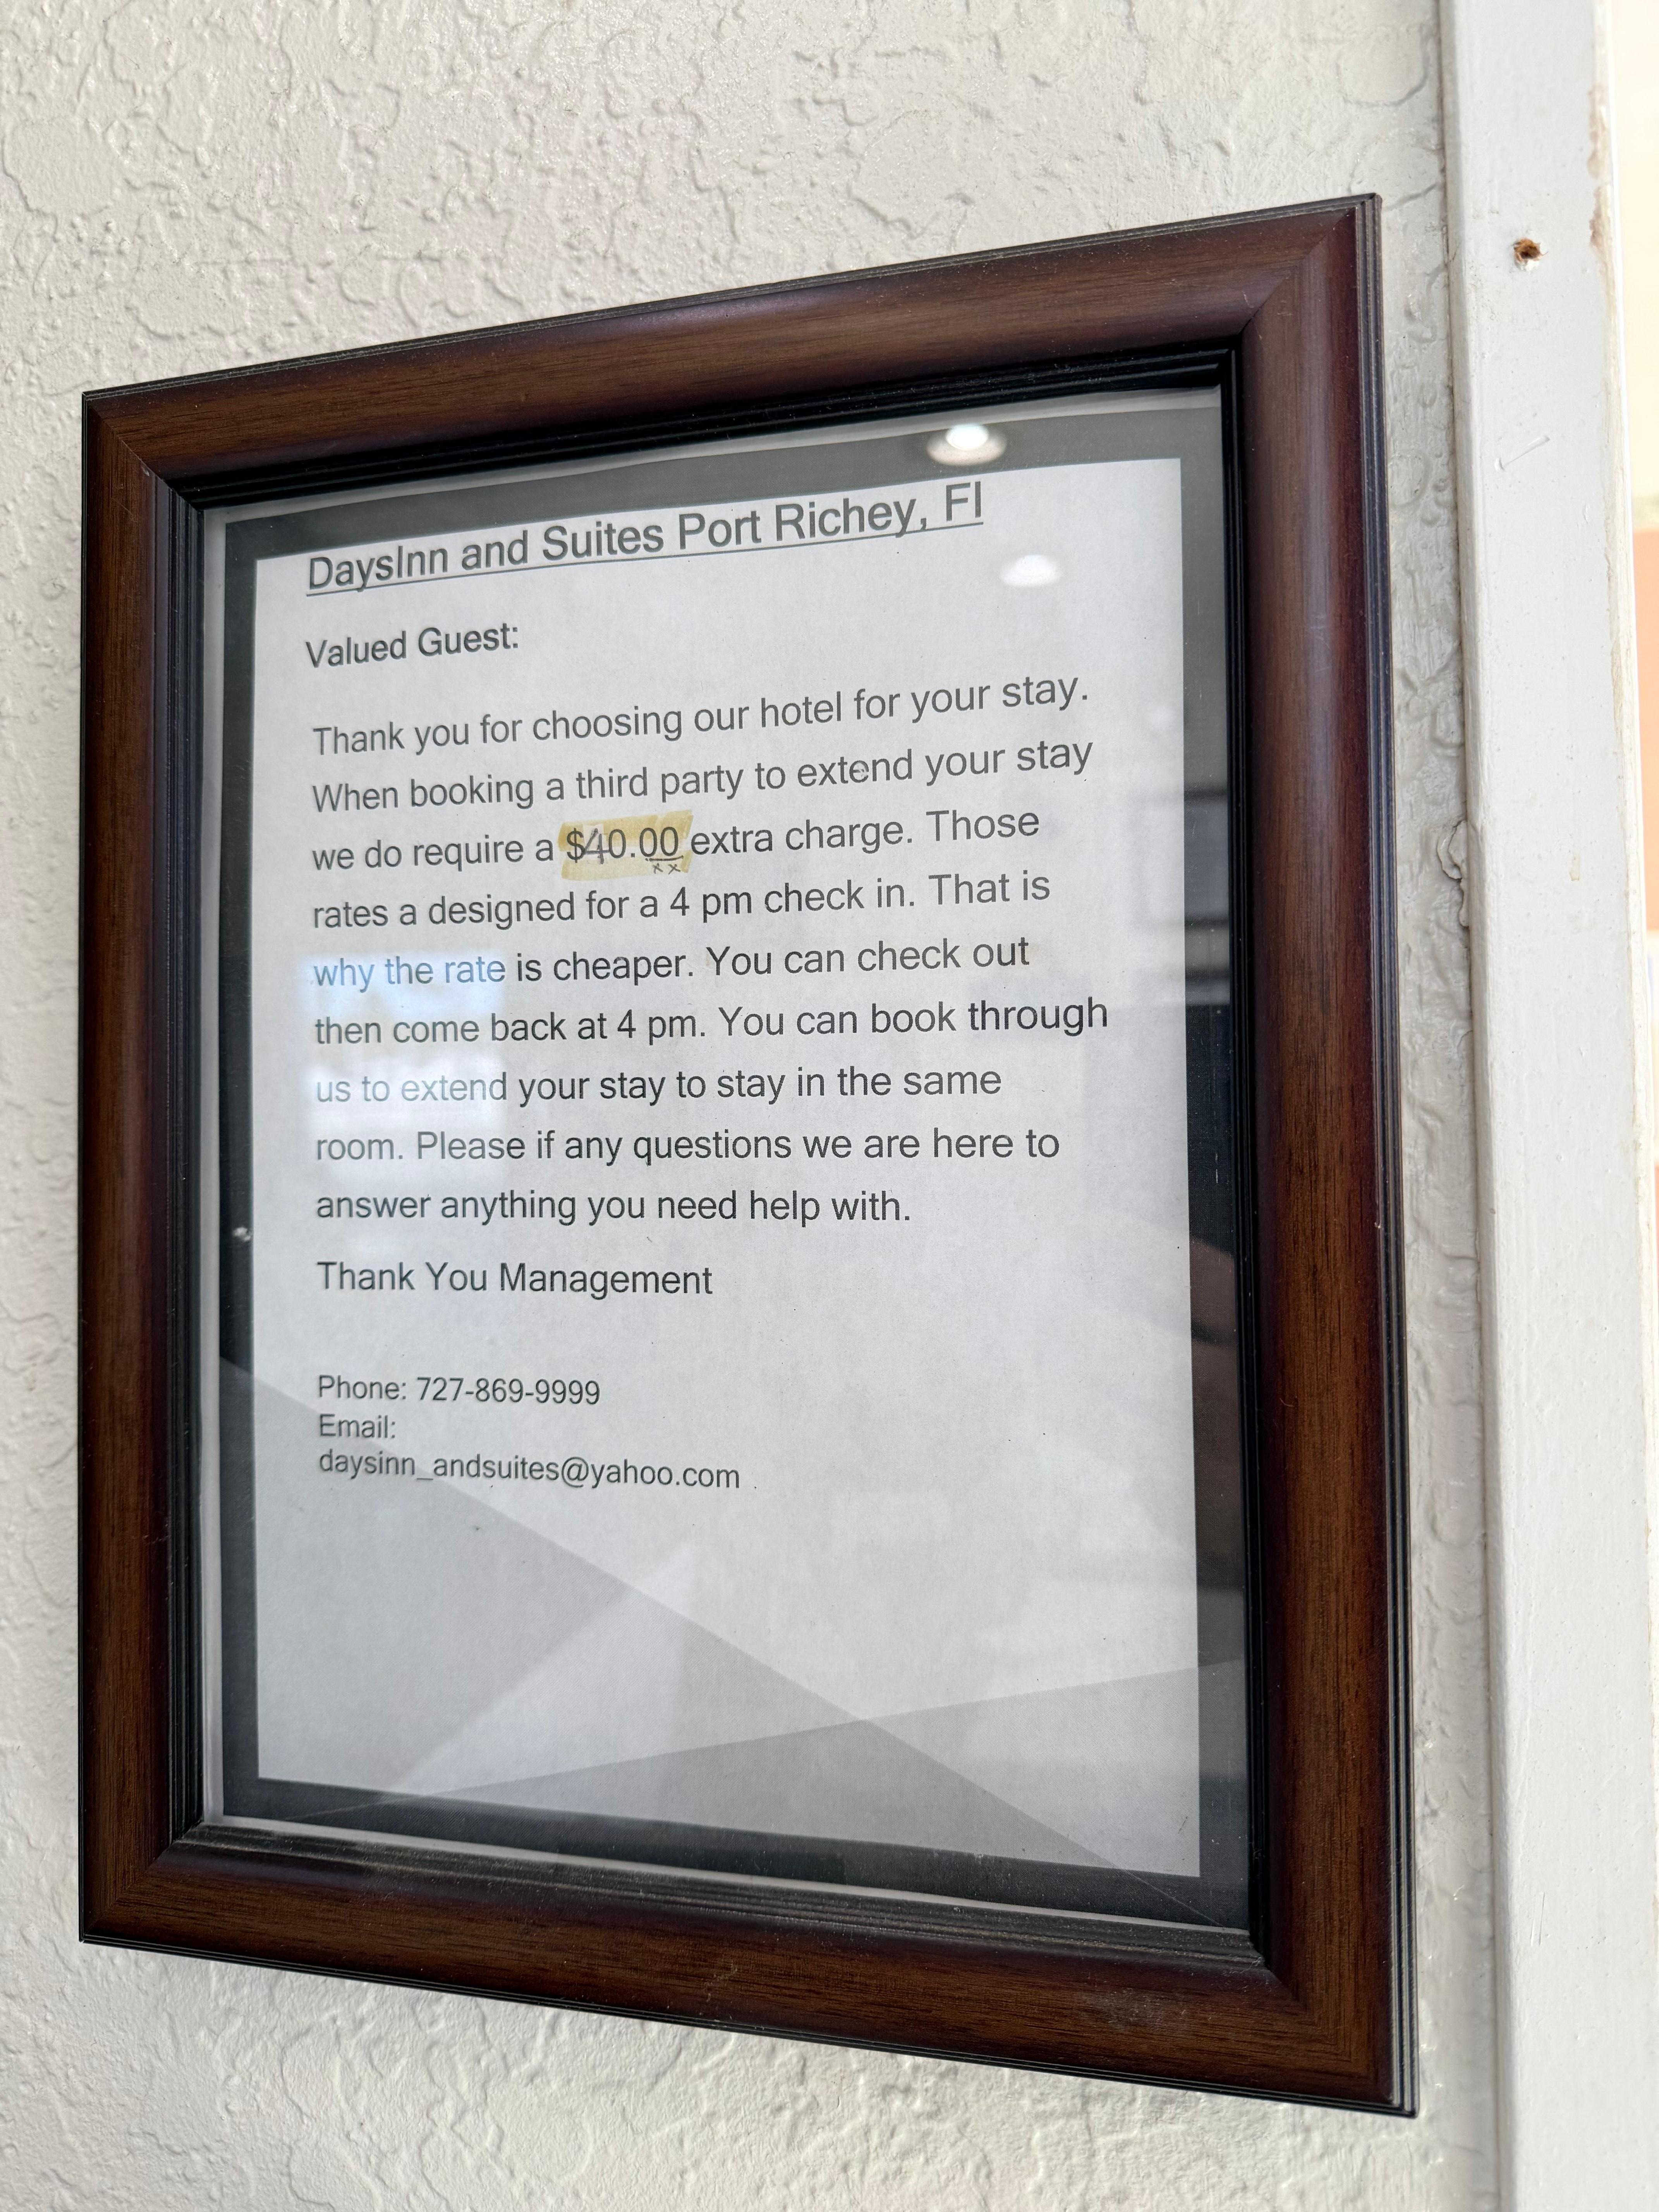 DaysInn and Suites Port Richey, Fl
Valued Guest:
Thank you for choosing our hotel for your stay.
When booking a third party to extend your stay
we do require a $40.00 extra charge. Those
xx
rates a designed for a 4 pm check in. That is
why the rate is cheaper. You can check out
then come back at 4 pm. You can book through
us to extend your stay to stay in the same
room. Please if any questions we are here to
answer anything you need help with.
Thank You Management
Phone: 727-869-9999
Email:
daysinn_andsuites@yahoo.com